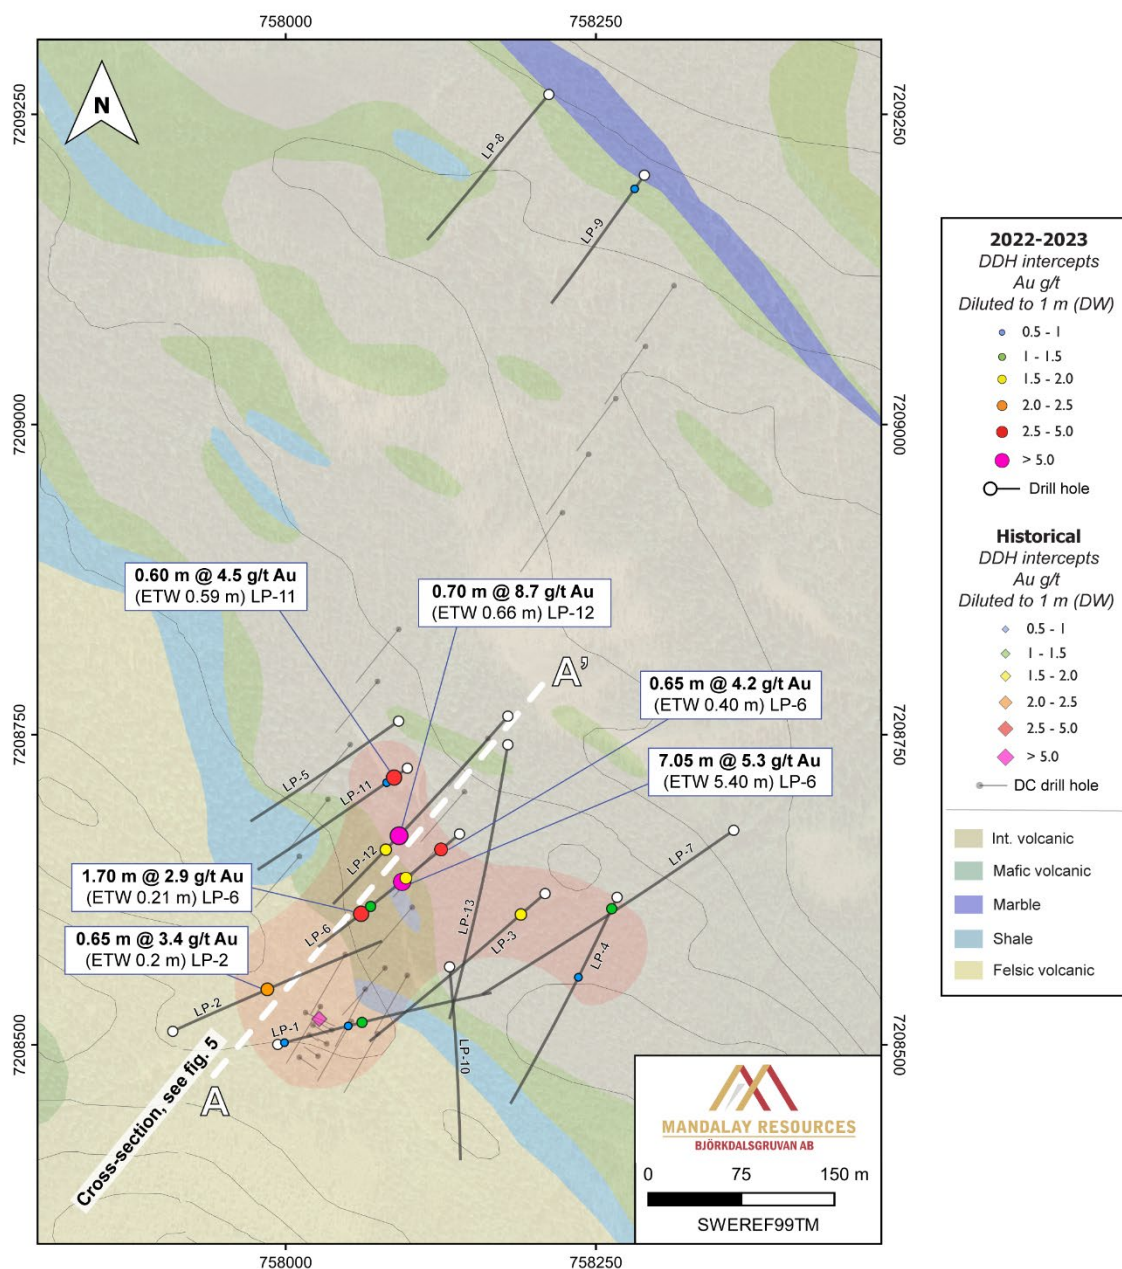 758000
758250
7209250
7209250
N
LP-8
LP-9
7209000
7209000
0.60 m @ 4.5 g/t Au
(ETW 0.59 m) LP-11
0.70 m @ 8.7 g/t Au
(ETW 0.66 m) LP-12
A'
0.65 m @ 4.2 g/t Au
(ETW 0.40 m) LP-6
7208750
7208750
7.05 m @ 5.3 g/t Au
(ETW 5.40 m) LP-6
LP-5
LP-11
LP-12
LP-7
1.70 m @ 2.9 g/t Au
(ETW 0.21 m) LP-6
LP-13
LP-6
LP-3
LP-4
0.65 m @ 3.4 g/t Au
(ETW 0.2 m) LP-2
LP-2
LP-1
LP-10
7208500
7208500
A
Cross-section, see fig. 5
MANDALAY RESOURCES
BJÖRKDALSGRUVAN AB
0 75 150 m
SWEREF99TM
758000
758250
2022-2023
DDH intercepts
Au g/t
Diluted to 1 m (DW)
0.5 - 1
1 - 1.5
1.5 - 2.0
2.0 - 2.5
2.5 - 5.0
> 5.0
Drill hole
Historical
DDH intercepts
Au g/t
Diluted to 1 m (DW)
0.5 - 1
1 - 1.5
1.5 - 2.0
2.0 - 2.5
2.5 - 5.0
> 5.0
DC drill hole
Int. volcanic
Mafic volcanic
Marble
Shale
Felsic volcanic